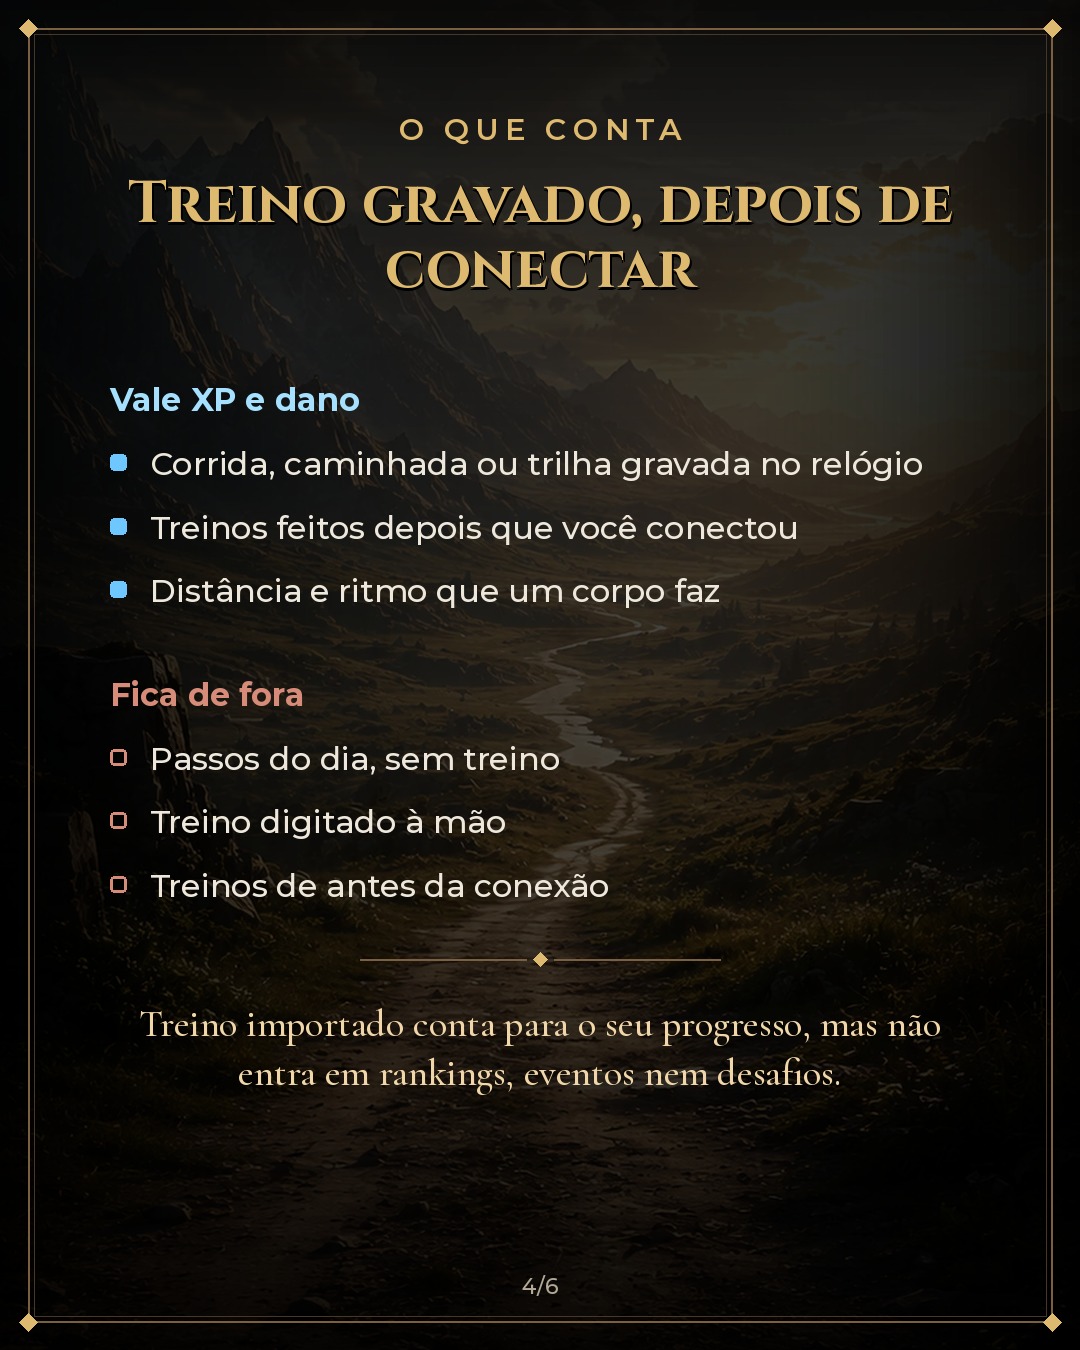 O QUE CONTA
TREINO GRAVADO, DEPOIS DE
CONECTAR
Vale XP e dano
Corrida, caminhada ou trilha gravada no relógio
Treinos feitos depois que você conectou
Distância e ritmo que um corpo faz
Fica de fora
Passos do dia, sem treino
Treino digitado à mão
Treinos de antes da conexão
Treino importado conta para o seu progresso, mas não
entra em rankings, eventos nem desafios.
4/6